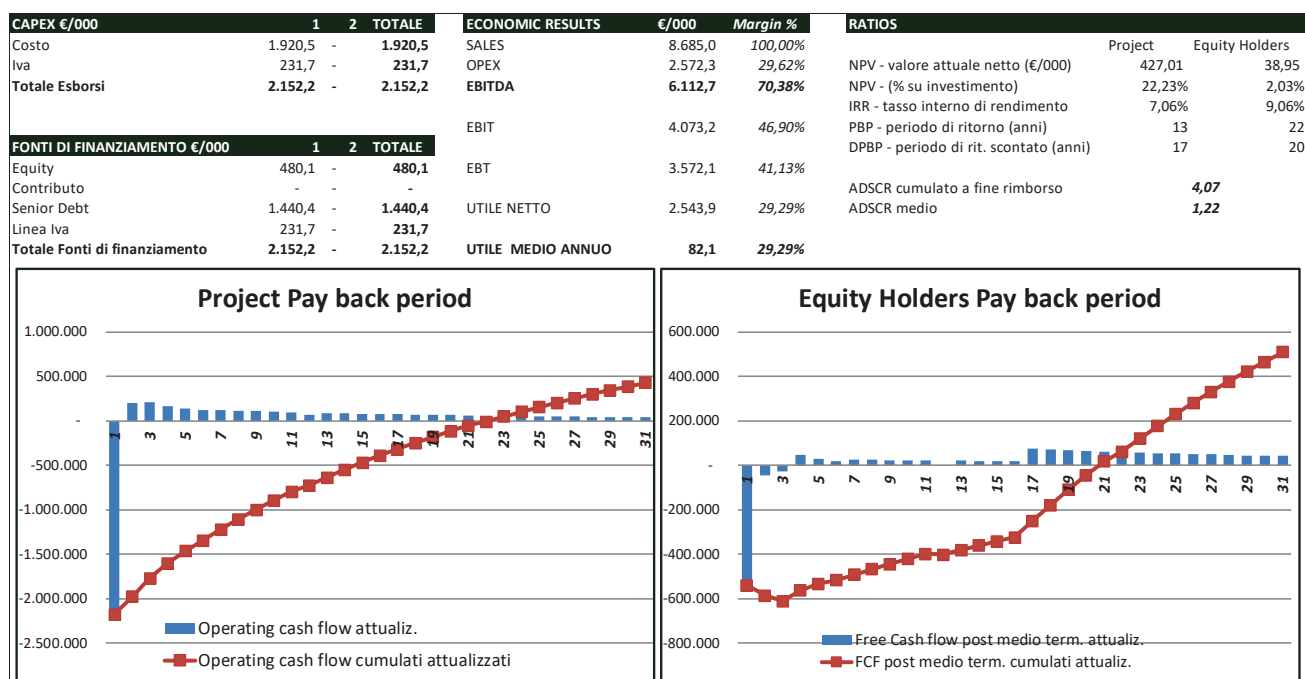 CAPEX €/000 1 2 TOTALE
Costo 1.920,5 - 1.920,5
Iva 231,7 - 231,7
Totale Esborsi 2.152,2 - 2.152,2
FONTI DI FINANZIAMENTO €/000 1 2 TOTALE
Equity 480,1 - 480,1
Contributo - - -
Senior Debt 1.440,4 - 1.440,4
Linea Iva 231,7 - 231,7
Totale Fonti di finanziamento 2.152,2 - 2.152,2
ECONOMIC RESULTS €/000 Margin %
SALES 8.685,0 100,00%
OPEX 2.572,3 29,62%
EBITDA 6.112,7 70,38%
EBIT 4.073,2 46,90%
EBT 3.572,1 41,13%
UTILE NETTO 2.543,9 29,29%
UTILE MEDIO ANNUO 82,1 29,29%
RATIOS
Project Equity Holders
NPV - valore attuale netto (€/000) 427,01 38,95
NPV - (% su investimento) 22,23% 2,03%
IRR - tasso interno di rendimento 7,06% 9,06%
PBP - periodo di ritorno (anni) 13 22
DPBP - periodo di rit. scontato (anni) 17 20
ADSCR cumulato a fine rimborso 4,07
ADSCR medio 1,22
Project Pay back period
1.000.000
500.000
-
-500.000
-1.000.000
-1.500.000
-2.000.000
-2.500.000
1 3 5 7 9 11 13 15 17 19 21 23 25 27 29 31
Operating cash flow attualiz.
Operating cash flow cumulati attualizzati
Equity Holders Pay back period
600.000
400.000
200.000
-
-200.000
-400.000
-600.000
-800.000
1 3 5 7 9 11 13 15 17 19 21 23 25 27 29 31
Free Cash flow post medio term. attualiz.
FCF post medio term. cumulati attualiz.